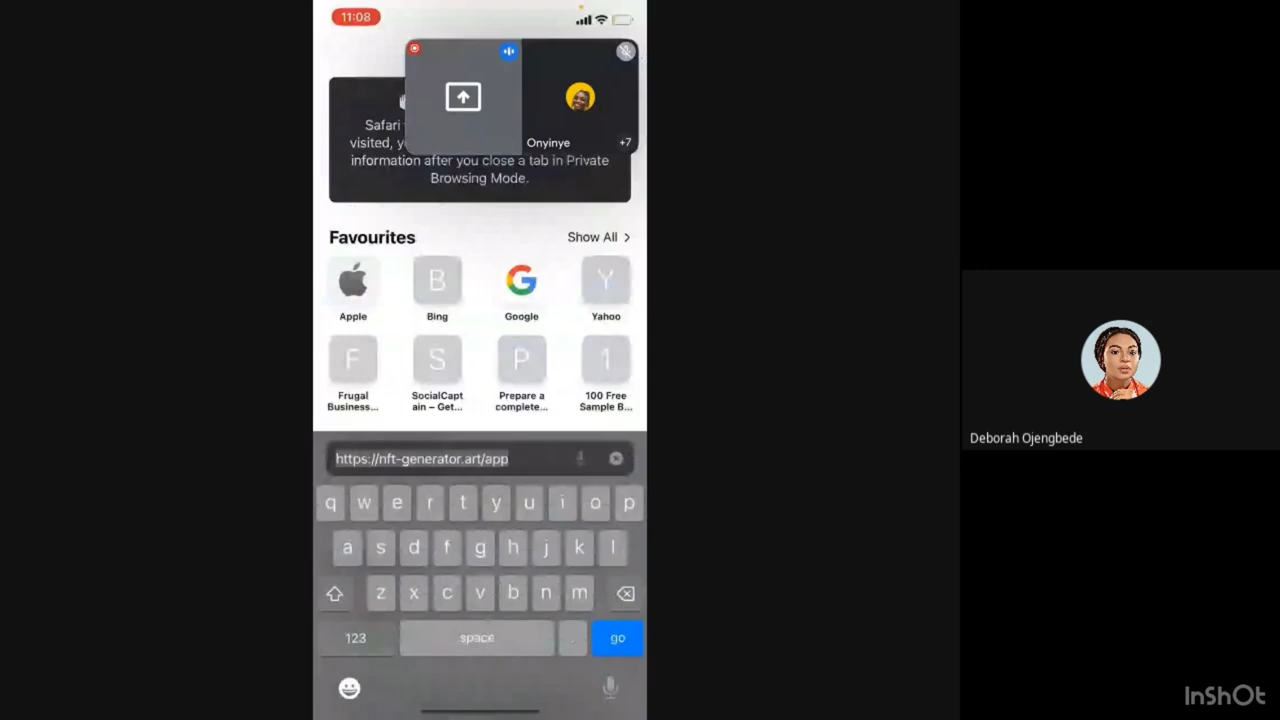 11:08
Safari
visited, y
information after you close a tab in Private
Browsing Mode.
Onyinye
+7
Favourites
Show All >
B
G
Y
Apple
Bing
Google
Yahoo
F
S
P
1
Frugal
Business...
SocialCapt
ain – Get...
Prepare a
complete...
100 Free
Sample B...
https://nft-generator.art/app
q w e r t y u i o p
a s d f g h j k l
z x c v b n m
123
space
.
go
Deborah Ojengbede
InShOt